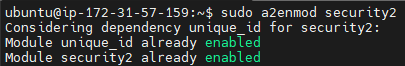 ubuntu@ip-172-31-57-159:~$ sudo a2enmod security2
Considering dependency unique_id for security2:
Module unique_id already enabled
Module security2 already enabled